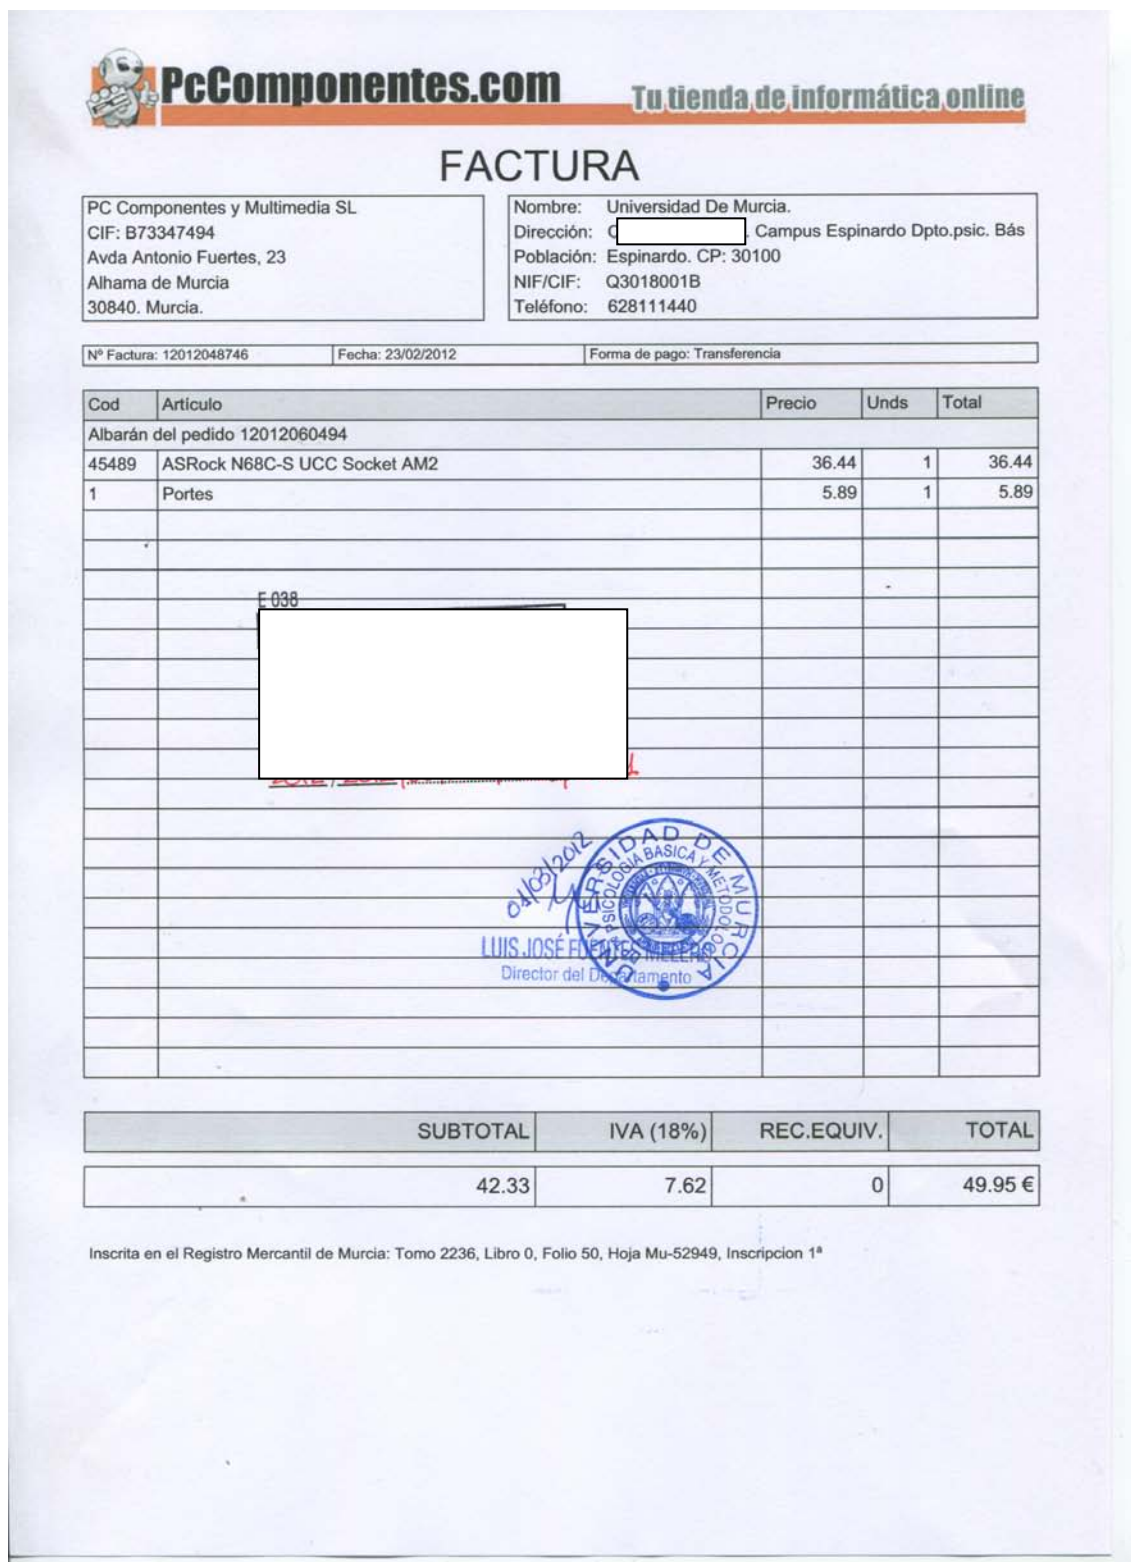 PcComponentes.com
Tu tienda de informática online
FACTURA
PC Componentes y Multimedia SL
CIF: B73347494
Avda Antonio Fuertes, 23
Alhama de Murcia
30840. Murcia.
Nombre: Universidad De Murcia.
Dirección: C . Campus Espinardo Dpto.psic. Bás
Población: Espinardo. CP: 30100
NIF/CIF: Q3018001B
Teléfono: 628111440
Nº Factura: 12012048746 Fecha: 23/02/2012 Forma de pago: Transferencia
Cod Artículo Precio Unds Total
Albarán del pedido 12012060494
45489 ASRock N68C-S UCC Socket AM2 36.44 1 36.44
1 Portes 5.89 1 5.89
E 038
01/03/2012
UNIVERSIDAD DE MURCIA
PSICOLOGIA BASICA Y METODOLOGIA
LUIS JOSÉ FUENTES MELERO
Director del Departamento
SUBTOTAL IVA (18%) REC.EQUIV. TOTAL
42.33 7.62 0 49.95 €
Inscrita en el Registro Mercantil de Murcia: Tomo 2236, Libro 0, Folio 50, Hoja Mu-52949, Inscripcion 1ª